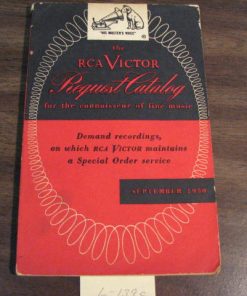 "HIS MASTER'S VOICE"
the
RCA VICTOR
Request Catalog
for the connoisseur of fine music
Demand recordings,
on which RCA VICTOR maintains
a Special Order service
SEPTEMBER 1950